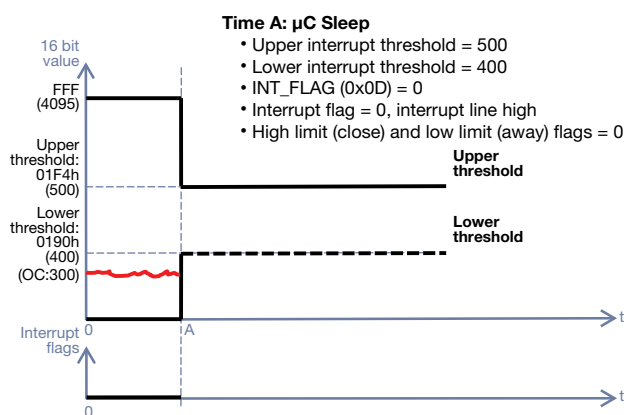 Time A: µC Sleep
• Upper interrupt threshold = 500
• Lower interrupt threshold = 400
• INT_FLAG (0x0D) = 0
• Interrupt flag = 0, interrupt line high
• High limit (close) and low limit (away) flags = 0
16 bit
value
FFF
(4095)
Upper
threshold:
01F4h
(500)
Lower
threshold:
0190h
(400)
(OC:300)
Upper
threshold
Lower
threshold
0
A
t
Interrupt
flags
0
t